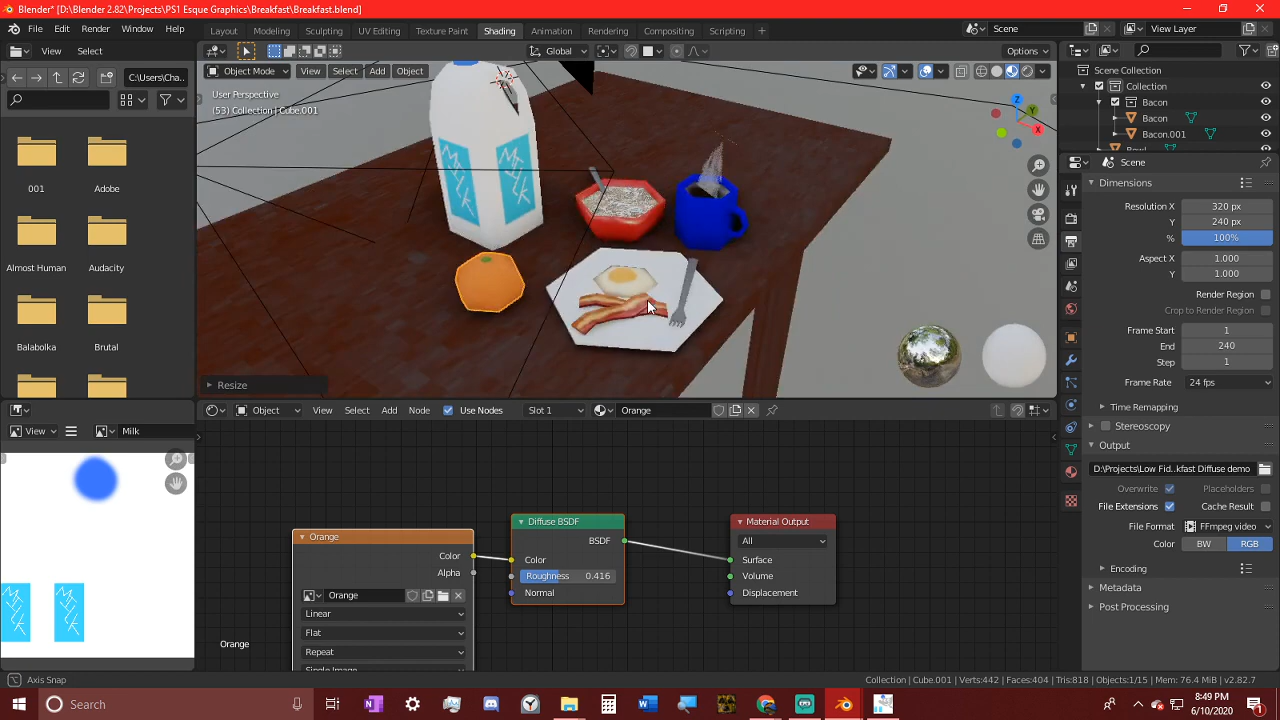 Blender* [D:\Projects\PS1 Esque Graphics\Breakfast\Breakfast.blend]
File Edit Render Window Help Layout Modeling Sculpting UV Editing Texture Paint Shading Animation Rendering Compositing Scripting + Scene View Layer
View Select Global Options
Object Mode View Select Add Object
C:\Users\Cha..
User Perspective
(53) Collection | Cube.001
001 Adobe
Almost Human Audacity
Balabolka Brutal
MILK MILK
Z Y X
Resize
Scene Collection
Collection
Bacon
Bacon
Bacon.001
Scene
Dimensions
Resolution X 320 px
Y 240 px
% 100%
Aspect X 1.000
Y 1.000
Render Region
Crop to Render Region
Frame Start 1
End 240
Step 1
Frame Rate 24 fps
Time Remapping
Stereoscopy
Output
D:\Projects\Low Fid..kfast Diffuse demo
Overwrite Placeholders
File Extensions Cache Result
File Format FFmpeg video
Color BW RGB
Encoding
Metadata
Post Processing
View Milk
Object View Select Add Node Use Nodes Slot 1 Orange
Orange
Color
Alpha
Orange
Linear
Flat
Repeat
Single Image
Diffuse BSDF
BSDF
Color
Roughness 0.416
Normal
Material Output
All
Surface
Volume
Displacement
Orange
Axis Snap
Collection | Cube.001 | Verts:442 | Faces:404 | Tris:818 | Objects:1/15 | Mem: 76.4 MiB | v2.82.7
Search
8:49 PM
6/10/2020